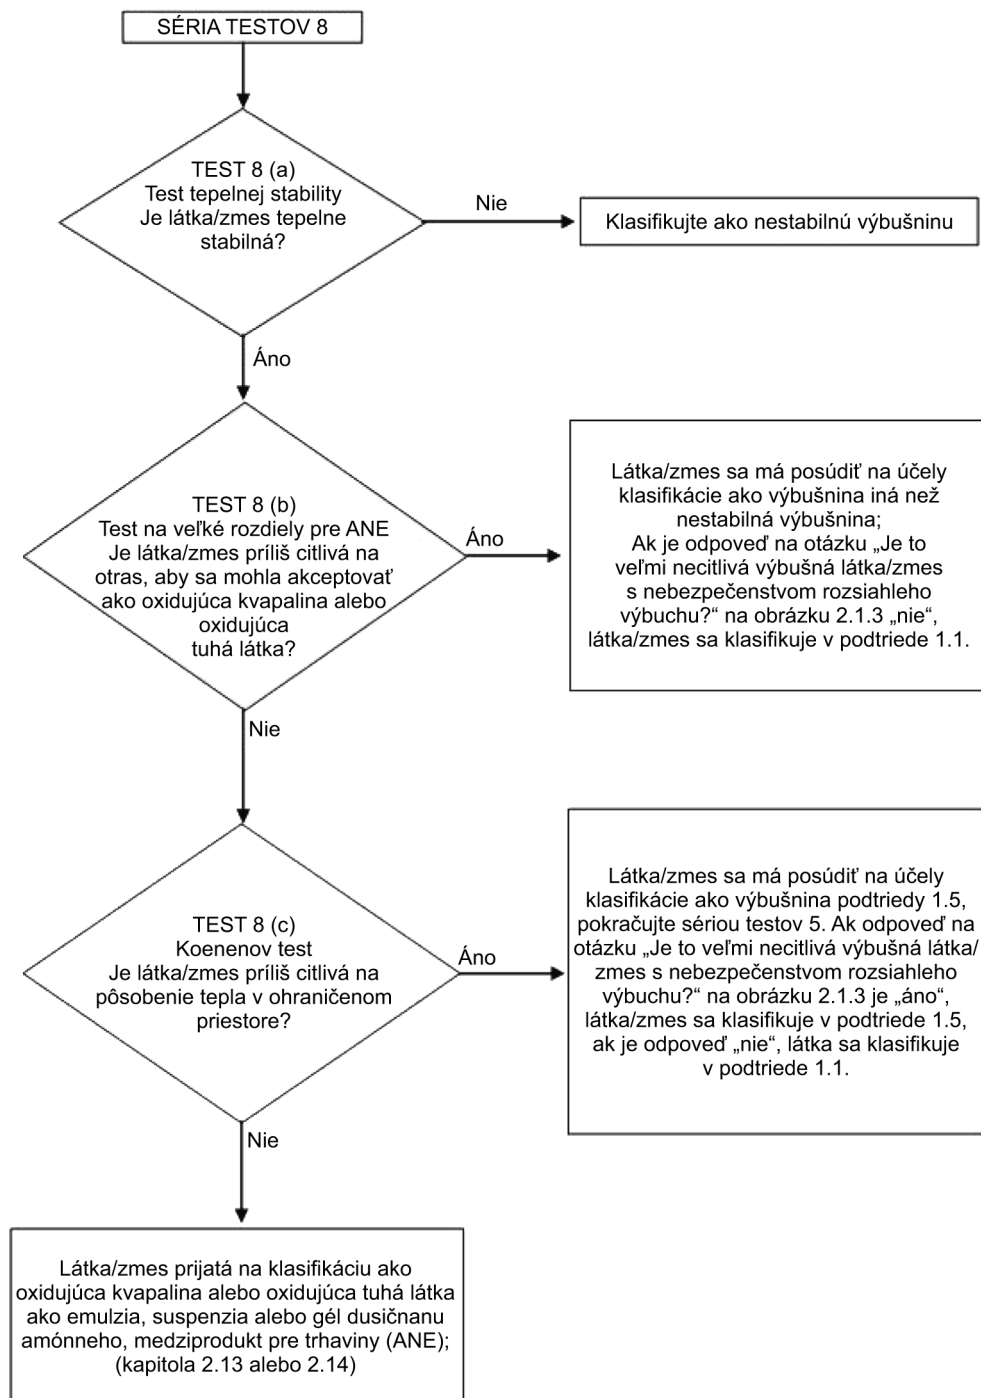 SÉRIA TESTOV 8
TEST 8 (a)
Test tepelnej stability
Je látka/zmes tepelne
stabilná?
Nie
Klasifikujte ako nestabilnú výbušninu
Áno
TEST 8 (b)
Test na veľké rozdiely pre ANE
Je látka/zmes príliš citlivá na
otras, aby sa mohla akceptovať
ako oxidujúca kvapalina alebo
oxidujúca
tuhá látka?
Áno
Látka/zmes sa má posúdiť na účely
klasifikácie ako výbušnina iná než
nestabilná výbušnina;
Ak je odpoveď na otázku „Je to
veľmi necitlivá výbušná látka/zmes
s nebezpečenstvom rozsiahleho
výbuchu?“ na obrázku 2.1.3 „nie“,
látka/zmes sa klasifikuje v podtriede 1.1.
Nie
TEST 8 (c)
Koenenov test
Je látka/zmes príliš citlivá na
pôsobenie tepla v ohraničenom
priestore?
Áno
Látka/zmes sa má posúdiť na účely
klasifikácie ako výbušnina podtriedy 1.5,
pokračujte sériou testov 5. Ak odpoveď na
otázku „Je to veľmi necitlivá výbušná látka/
zmes s nebezpečenstvom rozsiahleho
výbuchu?“ na obrázku 2.1.3 je „áno“,
látka/zmes sa klasifikuje v podtriede 1.5,
ak je odpoveď „nie“, látka sa klasifikuje
v podtriede 1.1.
Nie
Látka/zmes prijatá na klasifikáciu ako
oxidujúca kvapalina alebo oxidujúca tuhá látka
ako emulzia, suspenzia alebo gél dusičnanu
amónneho, medziprodukt pre trhaviny (ANE);
(kapitola 2.13 alebo 2.14)